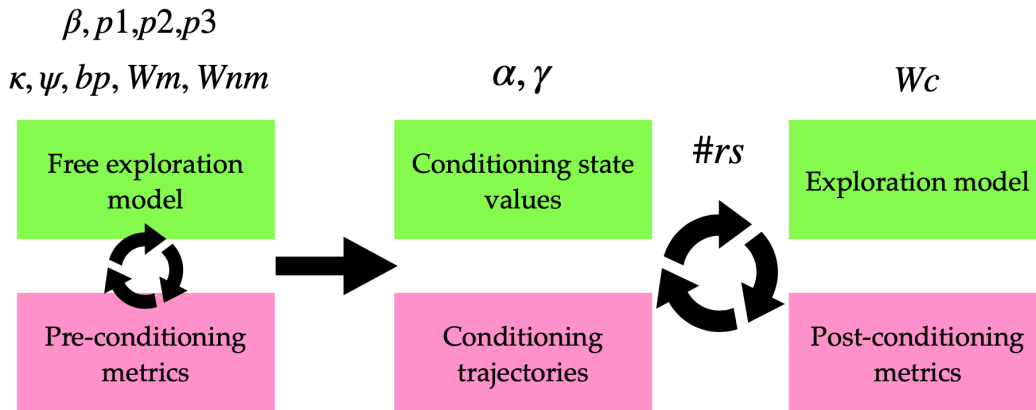 β, p1,p2,p3
κ, ψ, bp, Wm, Wnm
α, γ
Wc
#rs
Free exploration
model
Conditioning state
values
Exploration model
Pre-conditioning
metrics
Conditioning
trajectories
Post-conditioning
metrics